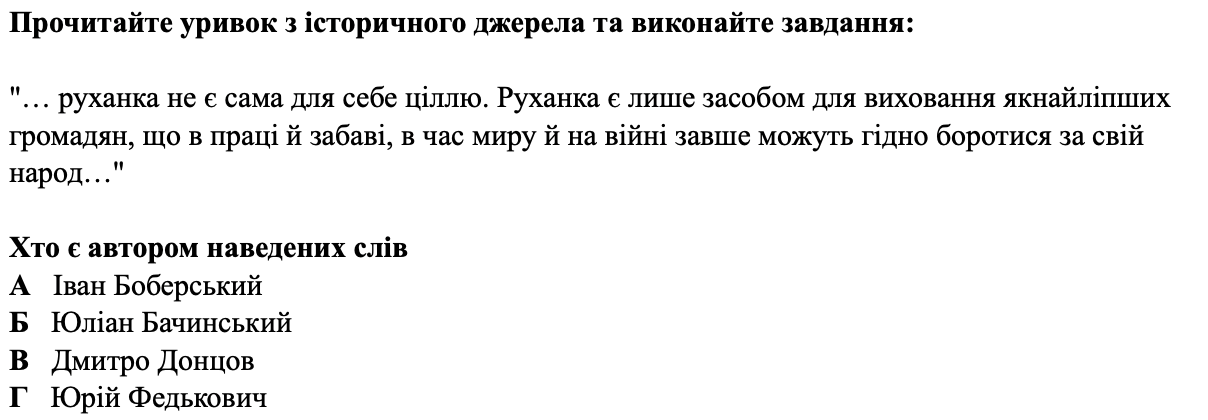 Прочитайте уривок з історичного джерела та виконайте завдання:
"… руханка не є сама для себе ціллю. Руханка є лише засобом для виховання якнайліпших
громадян, що в праці й забаві, в час миру й на війні завше можуть гідно боротися за свій
народ…"
Хто є автором наведених слів
А Іван Боберський
Б Юліан Бачинський
В Дмитро Донцов
Г Юрій Федькович